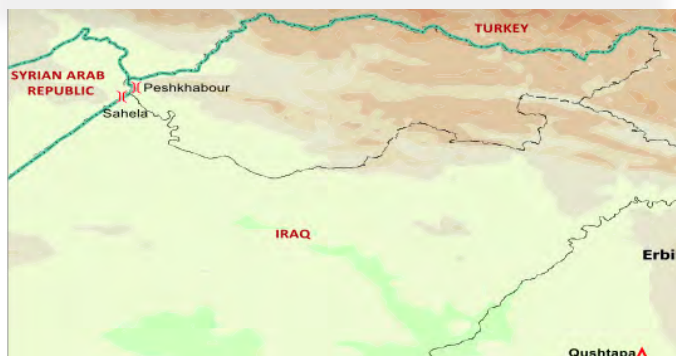 TURKEY
SYRIAN ARAB
REPUBLIC
Peshkhabour
Sahela
IRAQ
Erbi
Qushtapa